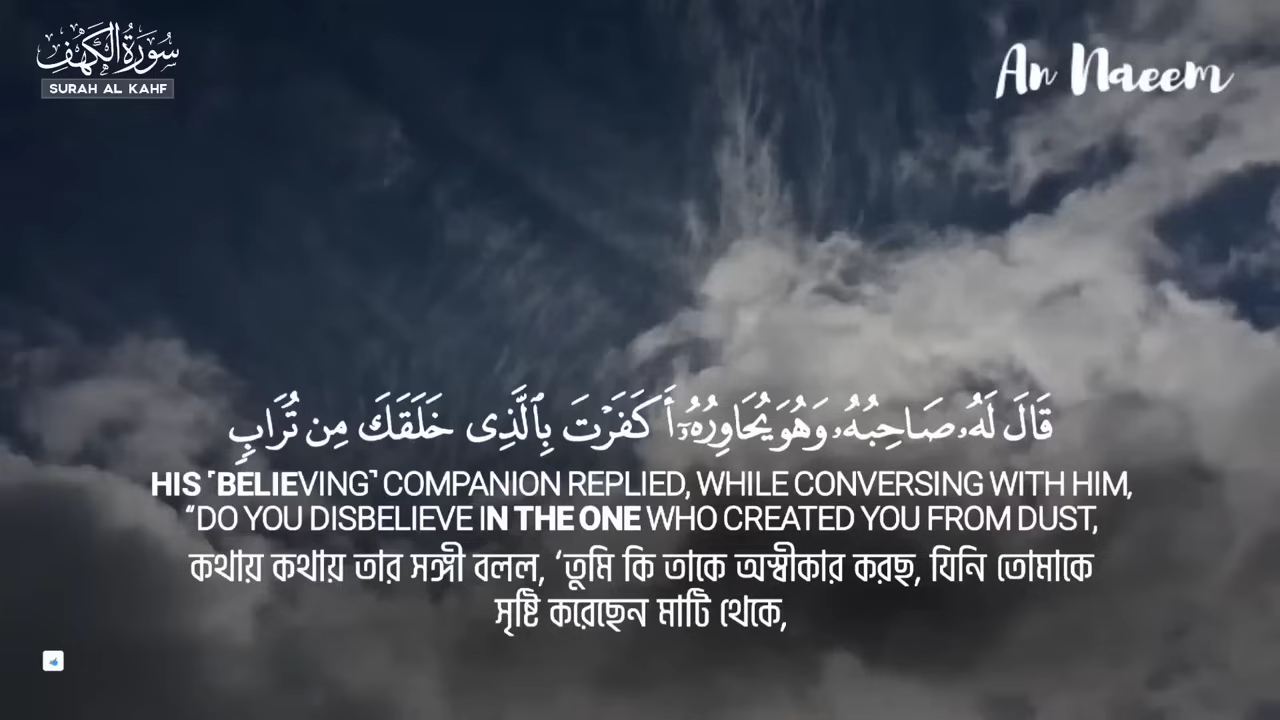 سُورَةُ الكَهْفِ
SURAH AL KAHF
An Naeem
قَالَ لَهُۥ صَاحِبُهُۥ وَهُوَ يُحَاوِرُهُۥٓ أَكَفَرْتَ بِٱلَّذِى خَلَقَكَ مِن تُرَابٍ
HIS ˹BELIEVING˺ COMPANION REPLIED, WHILE CONVERSING WITH HIM,
“DO YOU DISBELIEVE IN THE ONE WHO CREATED YOU FROM DUST,
কথায় কথায় তার সঙ্গী বলল, ‘তুমি কি তাকে অস্বীকার করছ, যিনি তোমাকে
সৃষ্টি করেছেন মাটি থেকে,